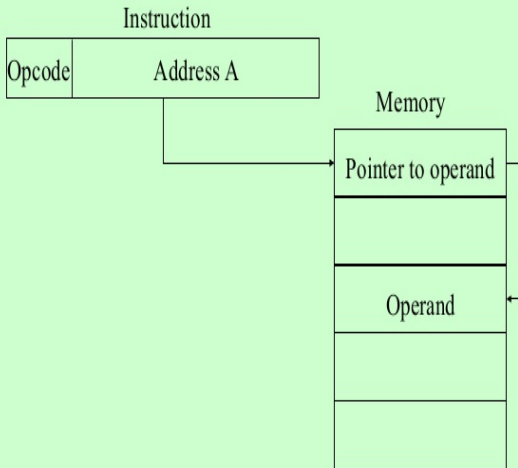 Instruction
Opcode Address A
Memory
Pointer to operand
Operand